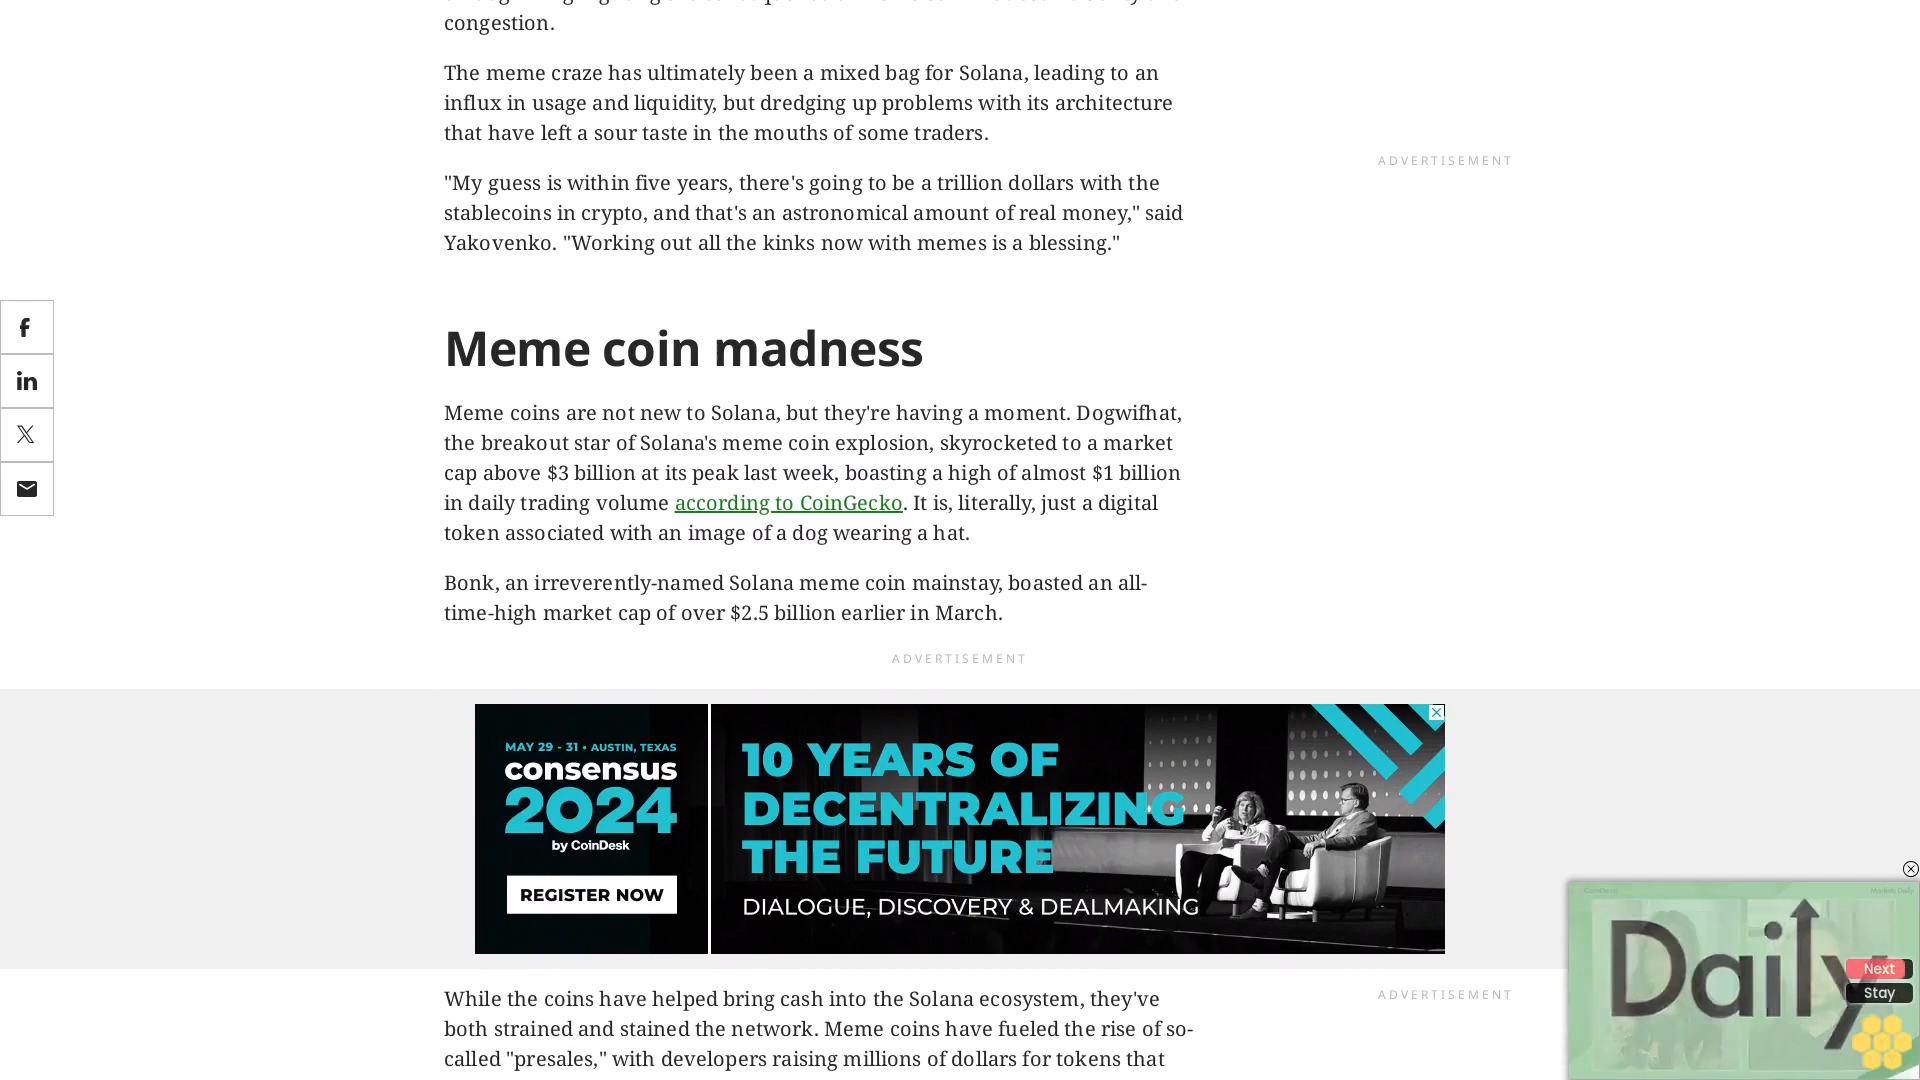 congestion.
The meme craze has ultimately been a mixed bag for Solana, leading to an
influx in usage and liquidity, but dredging up problems with its architecture
that have left a sour taste in the mouths of some traders.
ADVERTISEMENT
"My guess is within five years, there's going to be a trillion dollars with the
stablecoins in crypto, and that's an astronomical amount of real money," said
Yakovenko. "Working out all the kinks now with memes is a blessing."
Meme coin madness
Meme coins are not new to Solana, but they're having a moment. Dogwifhat,
the breakout star of Solana's meme coin explosion, skyrocketed to a market
cap above $3 billion at its peak last week, boasting a high of almost $1 billion
in daily trading volume according to CoinGecko. It is, literally, just a digital
token associated with an image of a dog wearing a hat.
Bonk, an irreverently-named Solana meme coin mainstay, boasted an all-
time-high market cap of over $2.5 billion earlier in March.
ADVERTISEMENT
MAY 29 - 31 • AUSTIN, TEXAS
consensus
2024
by CoinDesk
REGISTER NOW
10 YEARS OF
DECENTRALIZING
THE FUTURE
DIALOGUE, DISCOVERY & DEALMAKING
CoinDesk
Markets Daily
Daily
Next
Stay
ADVERTISEMENT
While the coins have helped bring cash into the Solana ecosystem, they've
both strained and stained the network. Meme coins have fueled the rise of so-
called "presales," with developers raising millions of dollars for tokens that